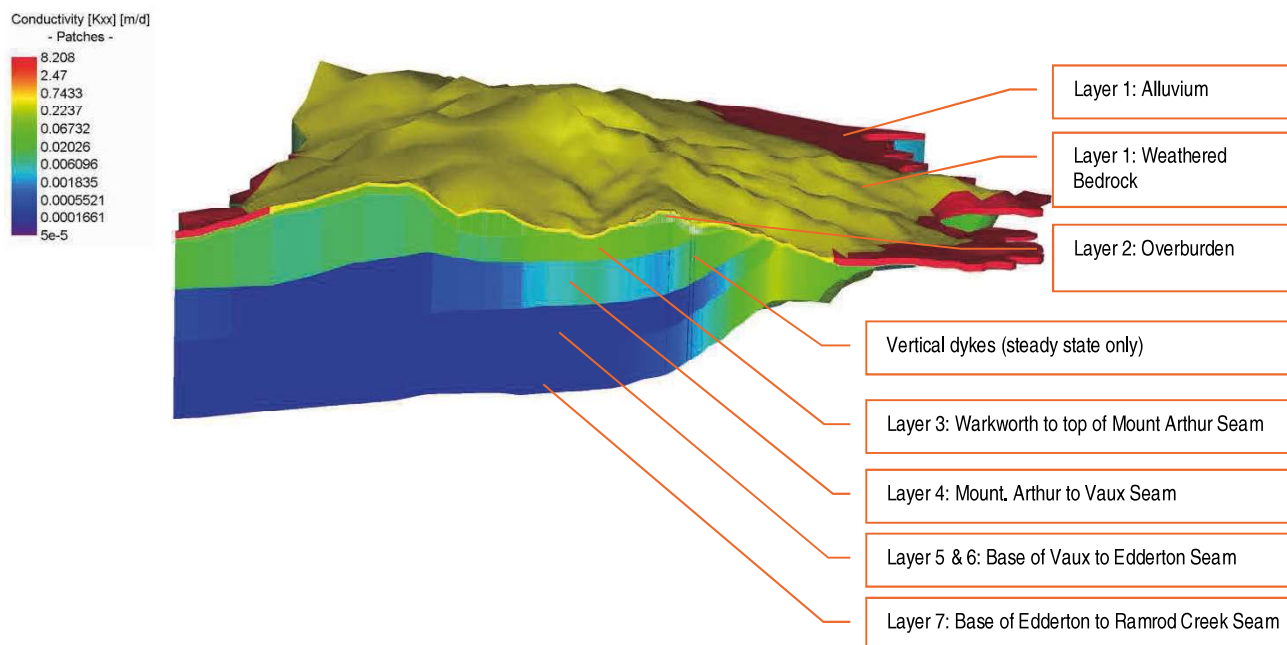 Conductivity [Kxx] [m/d]
- Patches -
8.208
2.47
0.7433
0.2237
0.06732
0.02026
0.006096
0.001835
0.0005521
0.0001661
5e-5
Layer 1: Alluvium
Layer 1: Weathered
Bedrock
Layer 2: Overburden
Vertical dykes (steady state only)
Layer 3: Warkworth to top of Mount Arthur Seam
Layer 4: Mount. Arthur to Vaux Seam
Layer 5 & 6: Base of Vaux to Edderton Seam
Layer 7: Base of Edderton to Ramrod Creek Seam